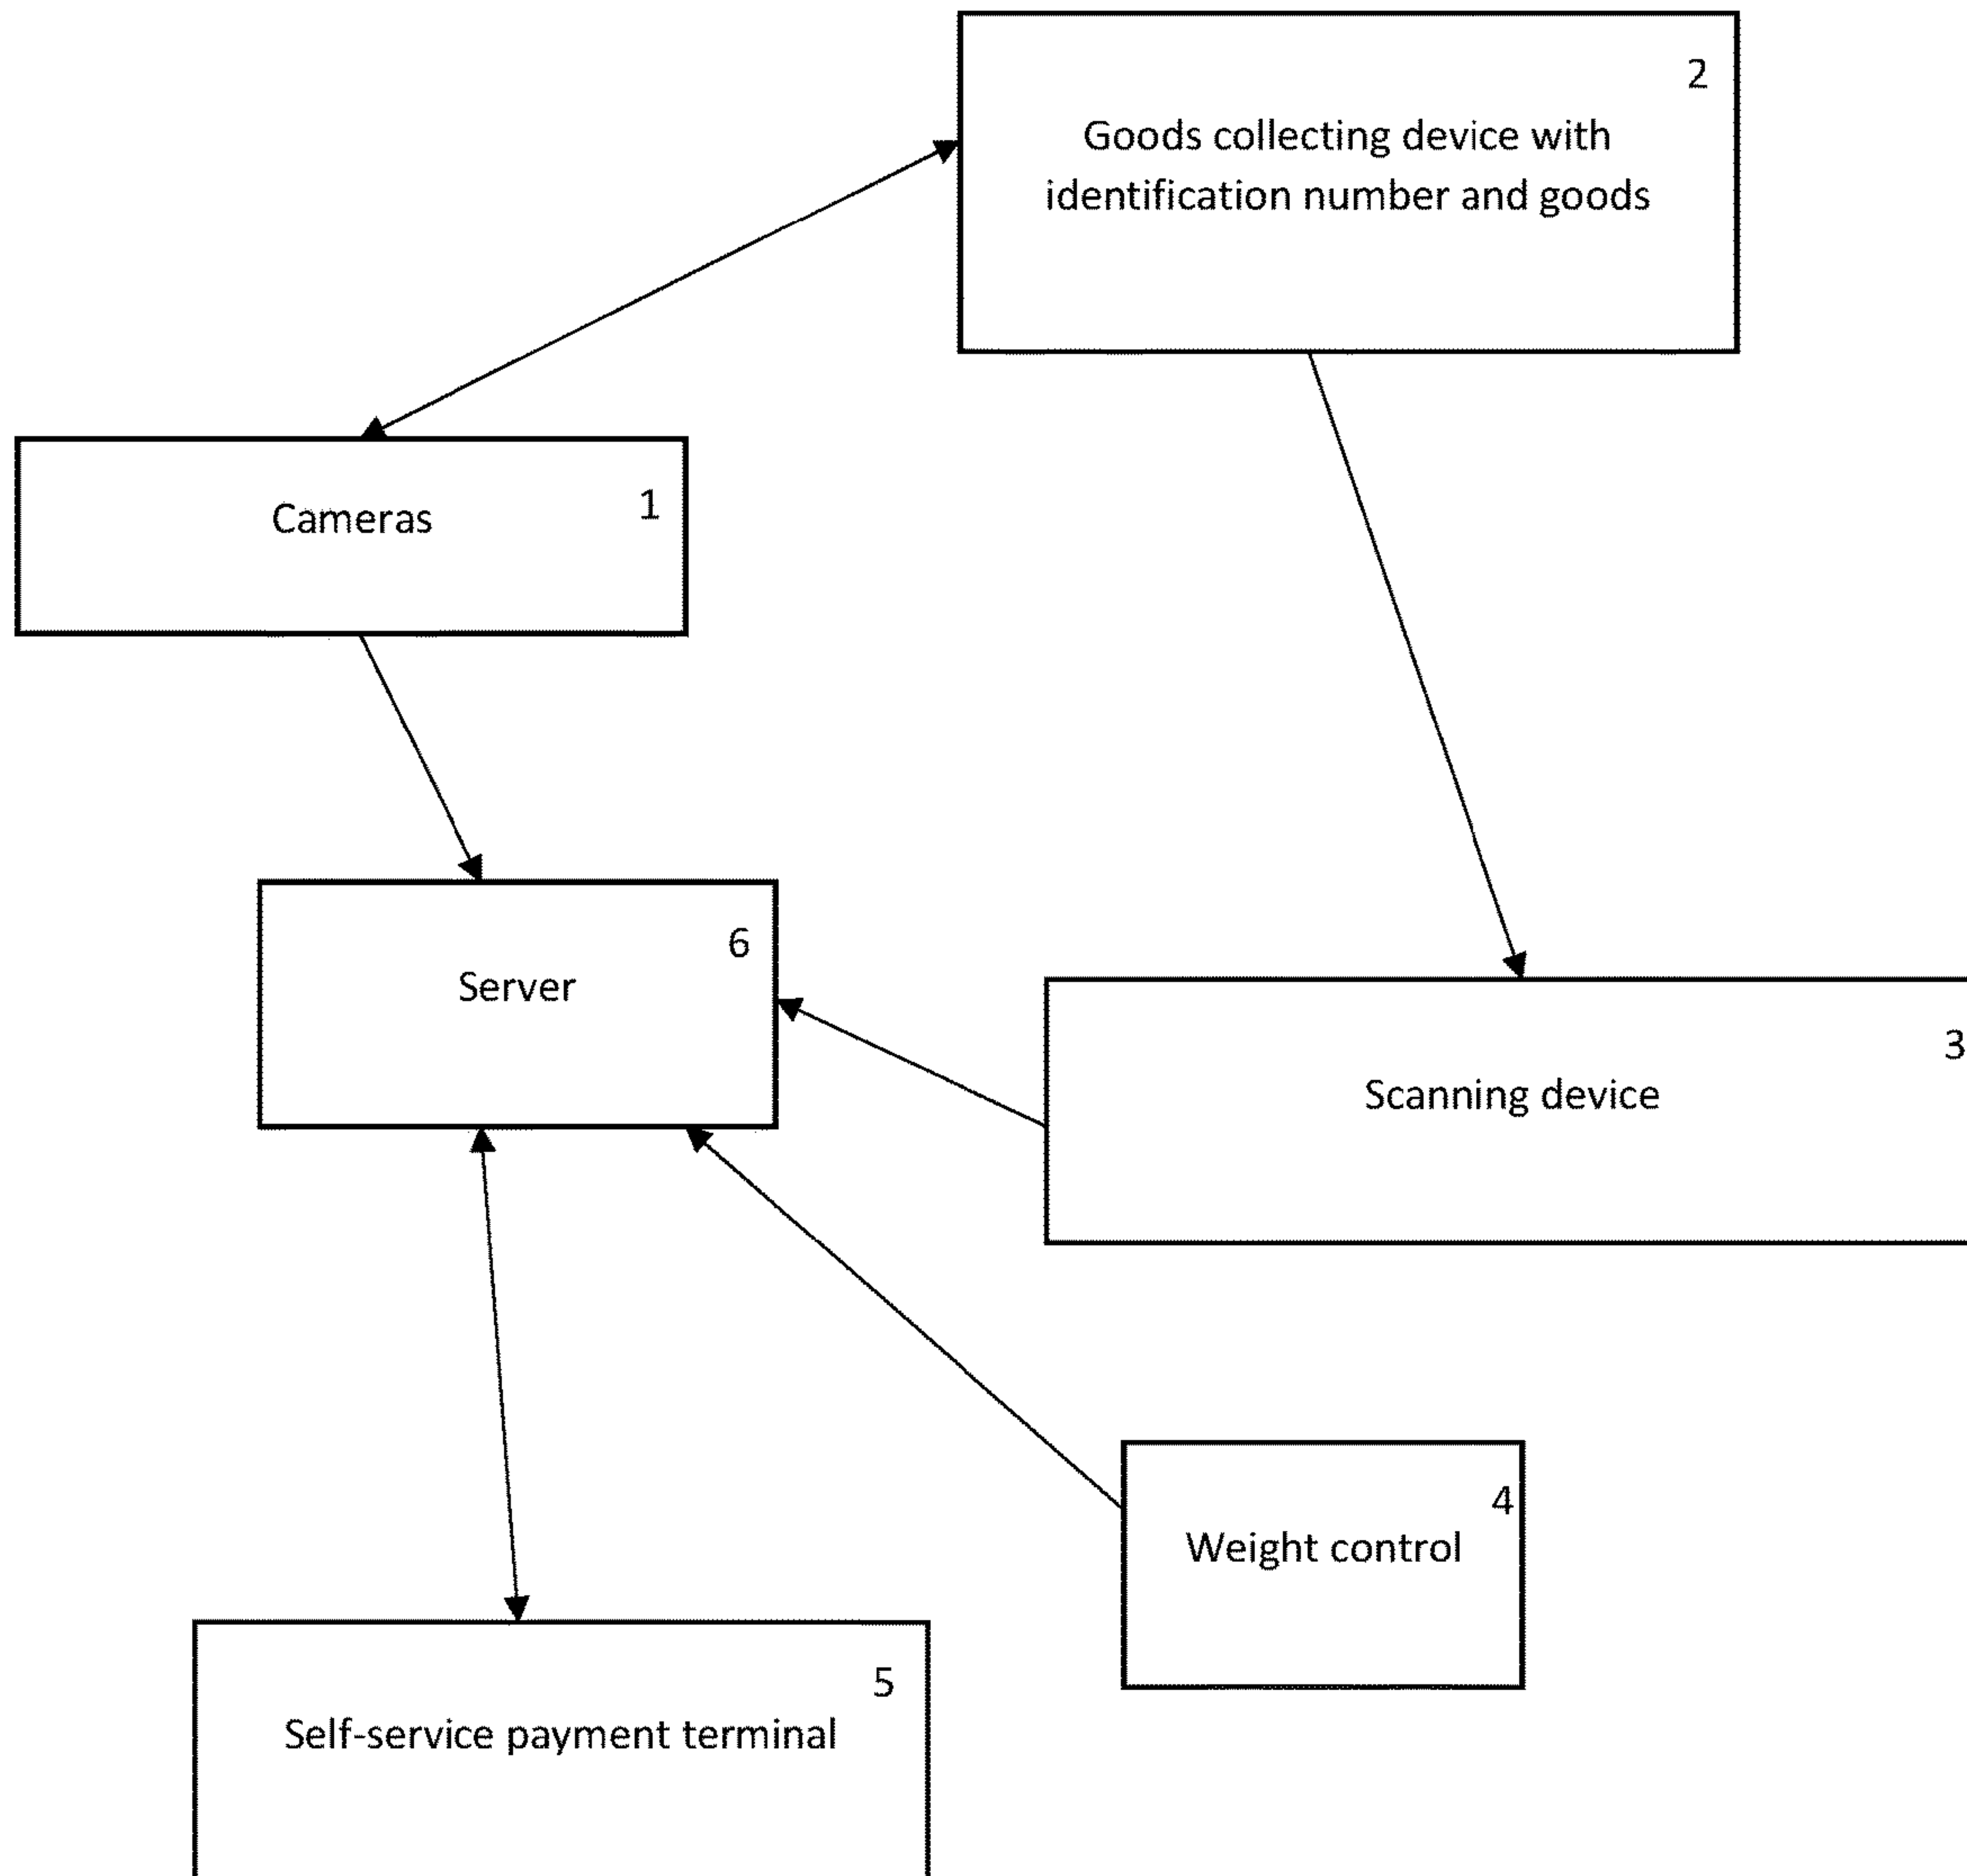 2
Goods collecting device with
identification number and goods
1
Cameras
6
Server
3
Scanning device
4
Weight control
5
Self-service payment terminal